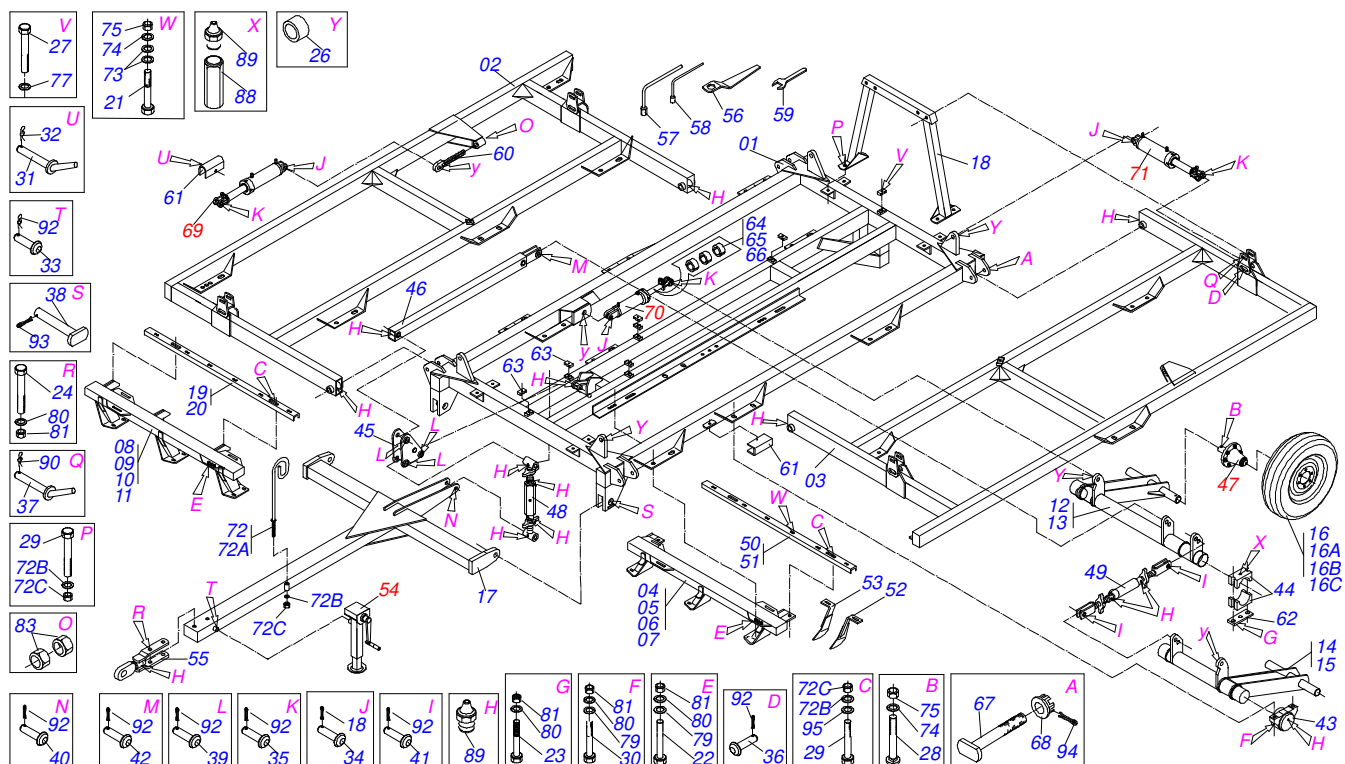 V
27
77
75
W
74
73
21
X
89
88
Y
26
02
U
32
31
U
61
69
J
K
O
60
y
57
58
56
59
P
01
V
18
J
71
K
T
92
33
H
H
Y
A
Q
D
64
65
66
K
M
46
H
70
y
J
38
S
93
R
24
80
81
C
19
20
H
63
63
H
L
45
L
L
Y
H
61
03
B
47
08
09
10
11
E
Q
90
37
72
72A
H
H
48
H
H
N
S
W
C
50
51
Y
12
13
16
16A
16B
16C
P
29
72B
72C
T
54
17
72B
72C
04
05
06
07
E
53
52
X
49
I
44
H
62
I
G
O
83
R
55
H
y
14
15
43
F
H
N
92
40
M
92
42
L
92
39
K
92
35
J
18
34
I
92
41
H
89
G
81
80
23
F
81
80
79
30
E
81
80
79
22
D
92
36
C
72C
72B
95
29
B
75
74
28
A
67
68
94